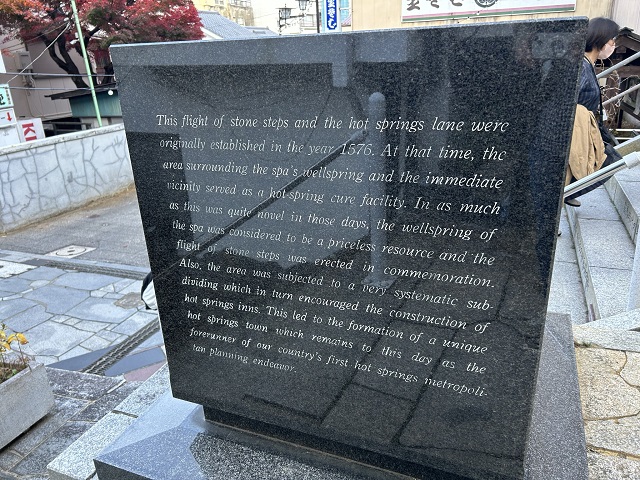 This flight of stone steps and the hot springs lane were
originally established in the year 1576. At that time, the
area surrounding the spa's wellspring and the immediate
vicinity served as a hot-spring cure facility. In as much
as this was quite novel in those days, the wellspring of
the spa was considered to be a priceless resource and the
flight of stone steps was erected in commemoration.
Also, the area was subjected to a very systematic sub-
dividing which in turn encouraged the construction of
hot springs inns. This led to the formation of a unique
hot springs town which remains to this day as the
forerunner of our country's first hot springs metropoli-
tan planning endeavor.